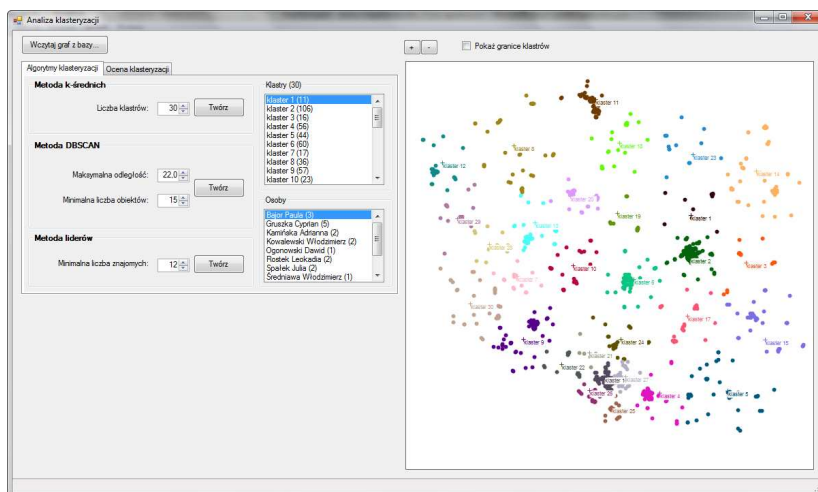 Analiza klasteryzacji
Wczytaj graf z bazy...
+ -
Pokaż granice klastrów
Algorytmy klasteryzacji Ocena klasteryzacji
Metoda k-średnich
Liczba klastrów: 30 Twórz
Metoda DBSCAN
Maksymalna odległość: 22,0
Twórz
Minimalna liczba obiektów: 15
Metoda liderów
Minimalna liczba znajomych: 12 Twórz
Klastry (30)
klaster 1 (11)
klaster 2 (106)
klaster 3 (16)
klaster 4 (56)
klaster 5 (44)
klaster 6 (60)
klaster 7 (17)
klaster 8 (36)
klaster 9 (57)
klaster 10 (23)
Osoby
Bajor Paula (3)
Gruszka Cyprian (5)
Kamińska Adrianna (2)
Kowalewski Włodzimierz (2)
Ogonowski Dawid (1)
Rostek Leokadia (2)
Spałek Julia (2)
Średniawa Włodzimierz (1)
klaster 11
klaster 12
klaster 23
klaster 14
klaster 19
klaster 1
klaster 2
klaster 3
klaster 10
klaster 17
klaster 15
klaster 9
klaster 24
klaster 21
klaster 22
klaster 4
klaster 5
klaster 25